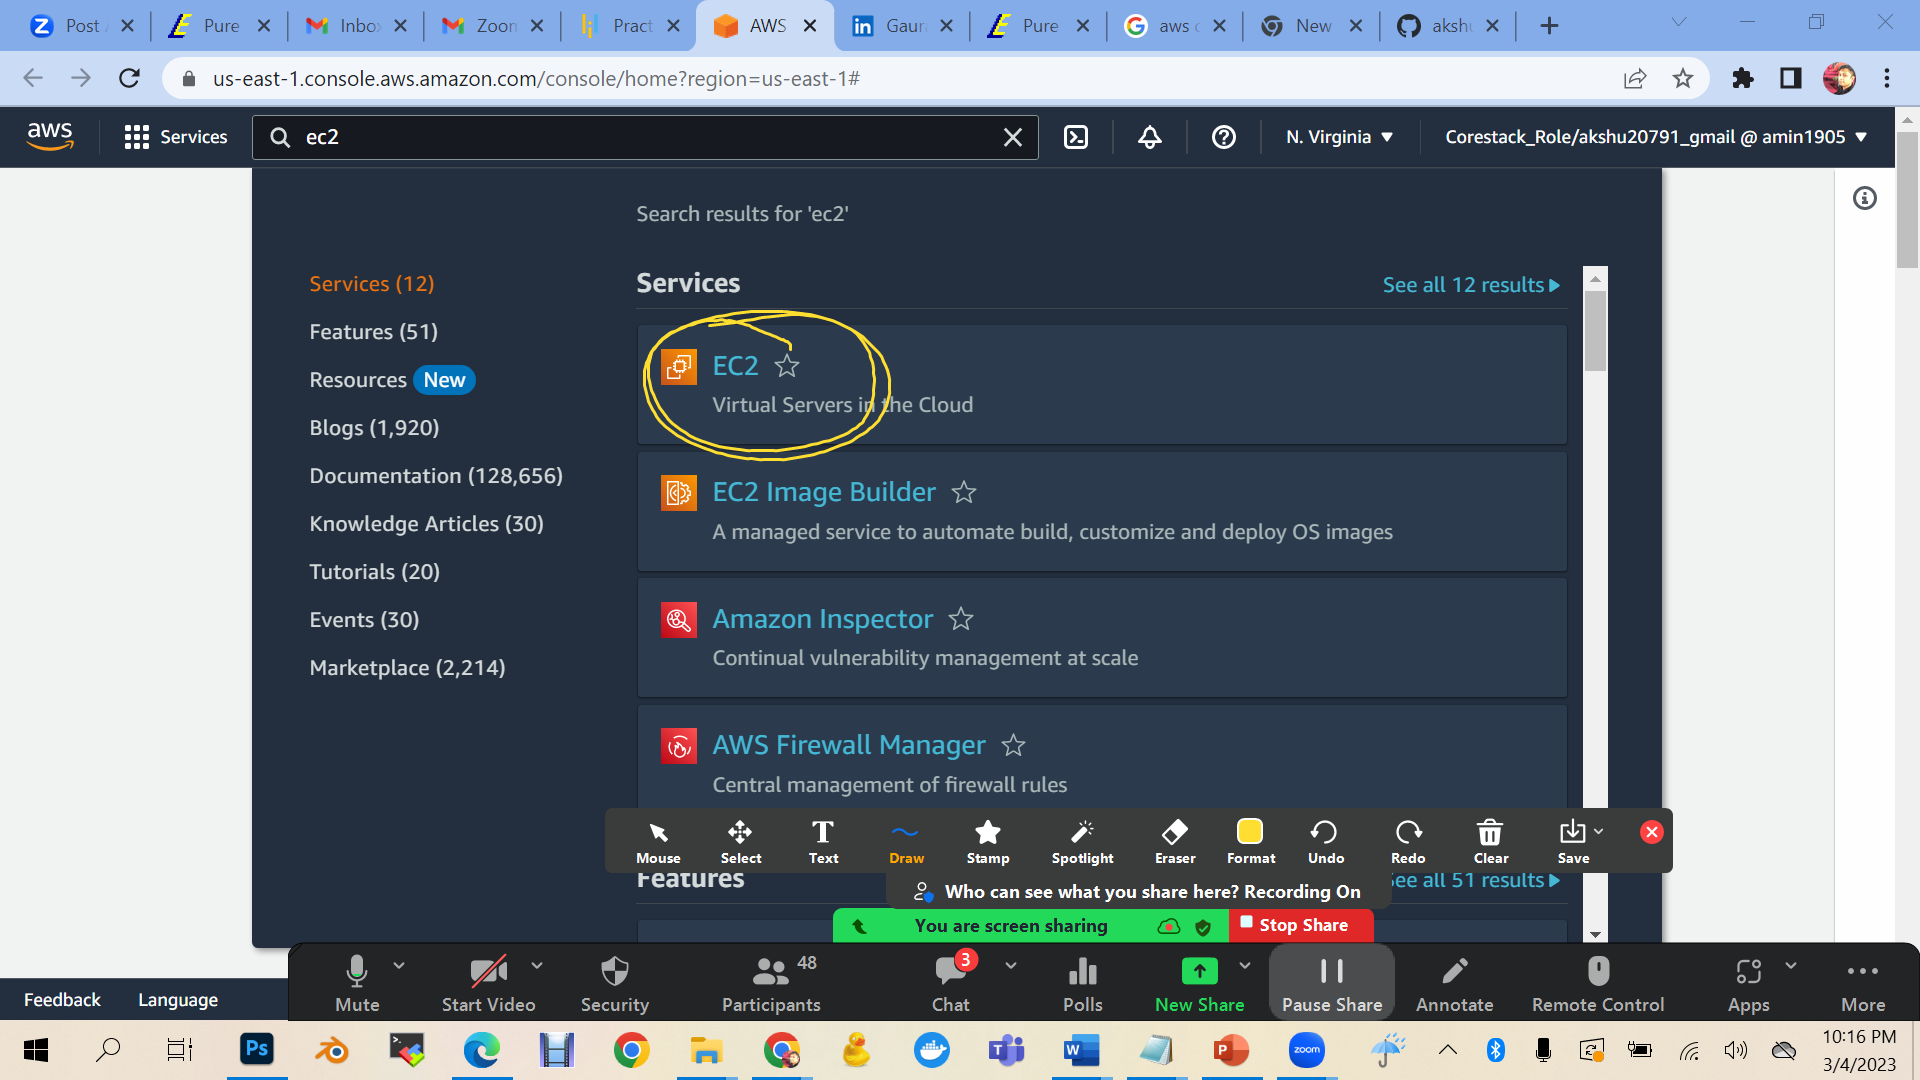 Post
Pure
Inbo
Zoon
Pract
AWS
Gaur
Pure
aws
New
akshu
us-east-1.console.aws.amazon.com/console/home?region=us-east-1#
aws
Services
ec2
N. Virginia
Corestack_Role/akshu20791_gmail @ amin1905
Search results for 'ec2'
Services (12)
Features (51)
Resources New
Blogs (1,920)
Documentation (128,656)
Knowledge Articles (30)
Tutorials (20)
Events (30)
Marketplace (2,214)
Services
See all 12 results
EC2
Virtual Servers in the Cloud
EC2 Image Builder
A managed service to automate build, customize and deploy OS images
Amazon Inspector
Continual vulnerability management at scale
AWS Firewall Manager
Central management of firewall rules
Features
See all 51 results
Mouse
Select
Text
Draw
Stamp
Spotlight
Eraser
Format
Undo
Redo
Clear
Save
Who can see what you share here? Recording On
You are screen sharing
Stop Share
Feedback
Language
Mute
Start Video
Security
Participants
48
Chat
3
Polls
New Share
Pause Share
Annotate
Remote Control
Apps
More
Ps
zoom
10:16 PM
3/4/2023